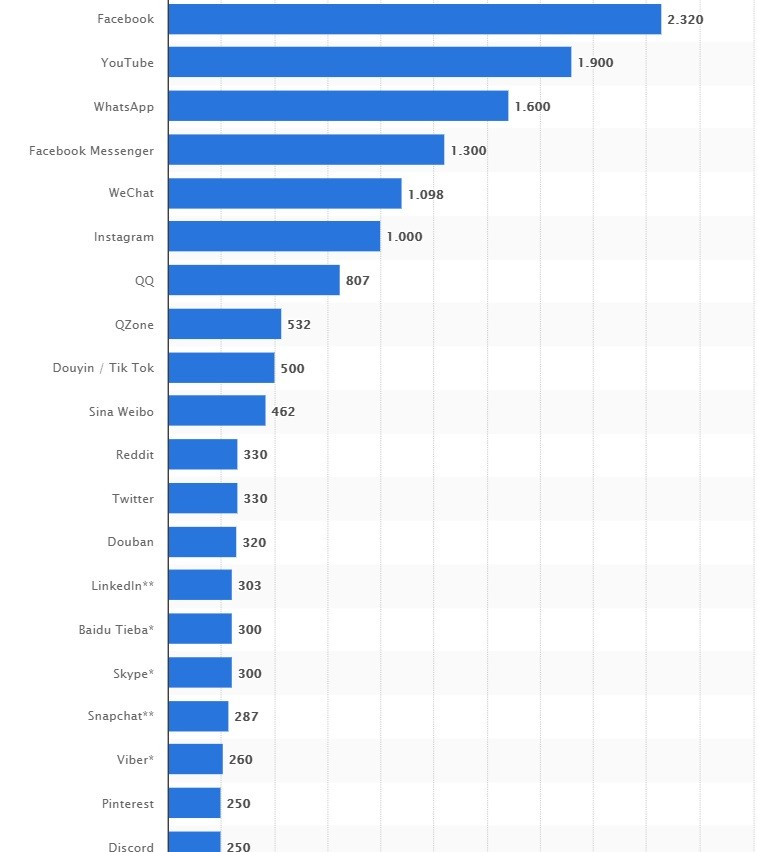 Facebook 2.320
YouTube 1.900
WhatsApp 1.600
Facebook Messenger 1.300
WeChat 1.098
Instagram 1.000
QQ 807
QZone 532
Douyin / Tik Tok 500
Sina Weibo 462
Reddit 330
Twitter 330
Douban 320
LinkedIn** 303
Baidu Tieba* 300
Skype* 300
Snapchat** 287
Viber* 260
Pinterest 250
Discord 250